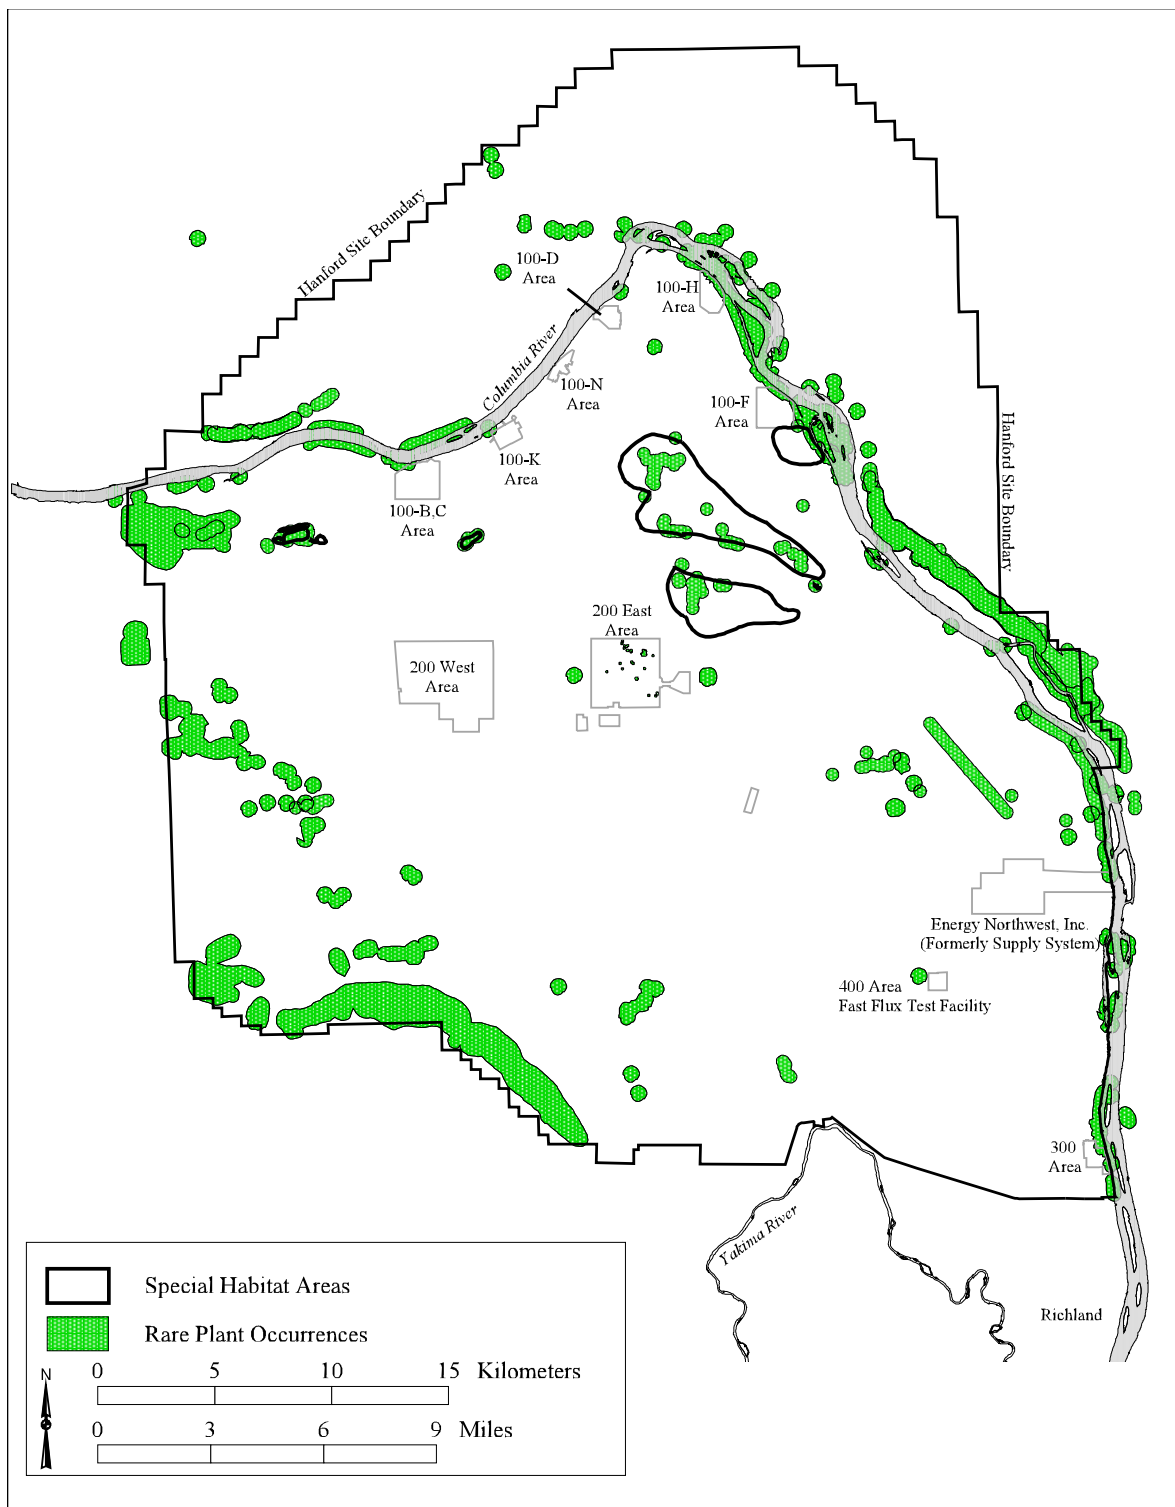 Hanford Site Boundary
100-D
Area
100-H
Area
Columbia River
100-N
Area
100-F
Area
Hanford Site Boundary
100-K
Area
100-B,C
Area
200 East
Area
200 West
Area
Energy Northwest, Inc.
(Formerly Supply System)
400 Area
Fast Flux Test Facility
300
Area
Yakima River
Richland
Special Habitat Areas
Rare Plant Occurrences
N
0 5 10 15 Kilometers
0 3 6 9 Miles